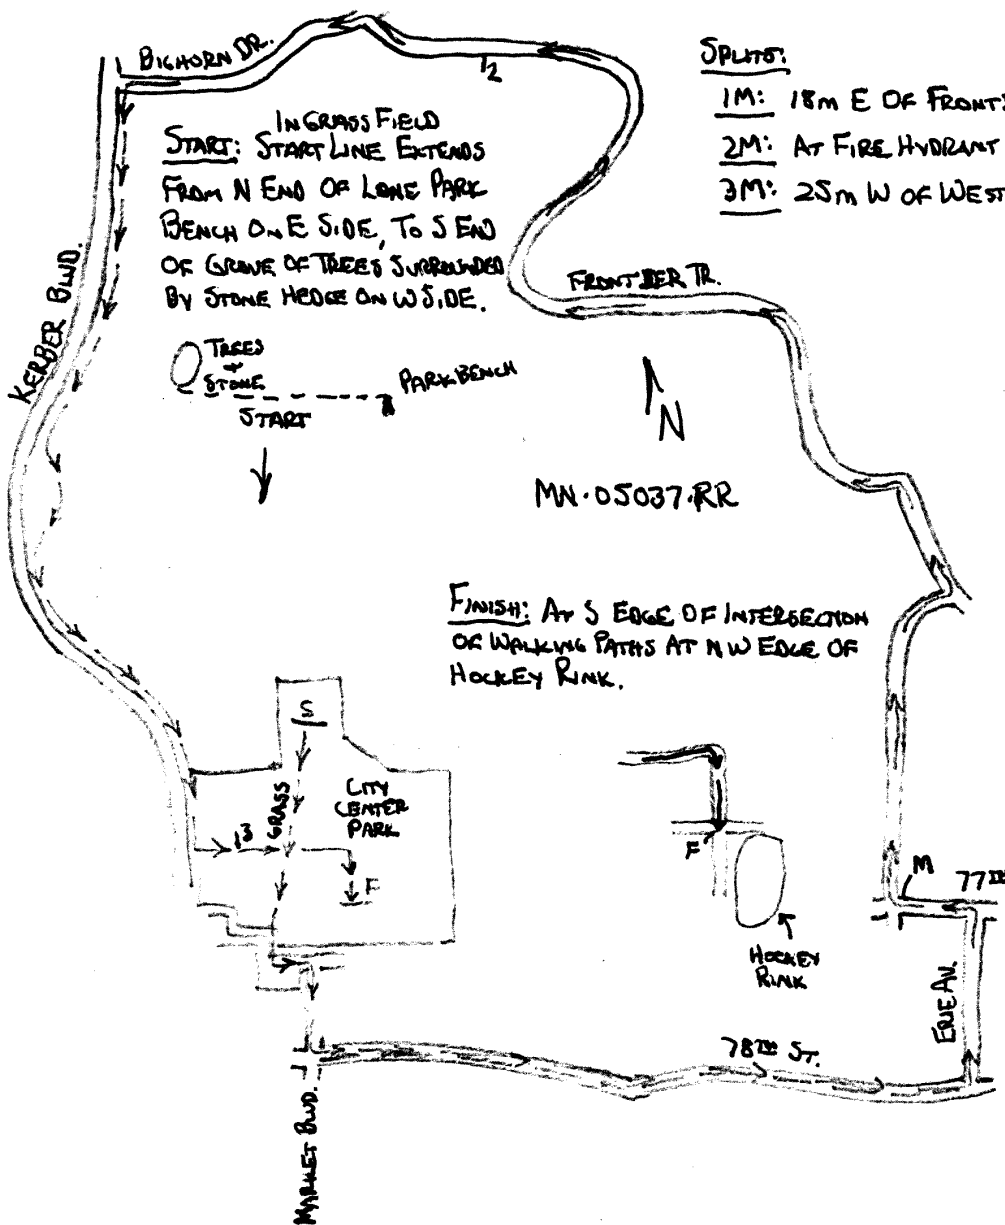 BIGHORN DR.
2
SPLITS:
1M: 18m E OF FRONT
2M: AT FIRE HYDRANT
3M: 25m W OF WEST
IN GRASS FIELD
START: START LINE EXTENDS
FROM N END OF LONE PARK
BENCH ON E SIDE, TO S END
OF GROVE OF TREES SURROUNDED
BY STONE HEDGE ON W SIDE.
KERBER BLVD.
FRONTIER TR.
TREES
+
STONE
PARK BENCH
START
N
MN·05037·RR
FINISH: AT S EDGE OF INTERSECTION
OF WALKING PATHS AT NW EDGE OF
HOCKEY RINK.
S
GRASS
CITY
CENTER
PARK
3
F
F
HOCKEY
RINK
M
77TH
ERIE AV.
78TH ST.
MARKET BLVD.